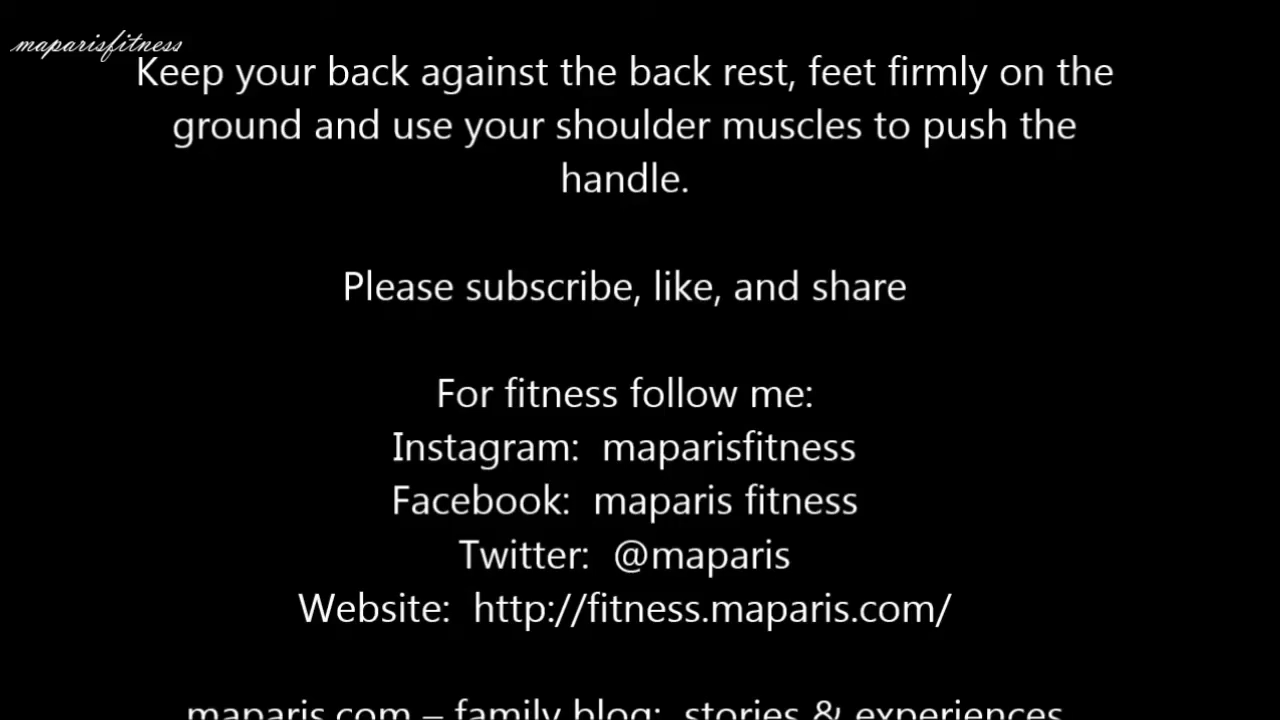 maparisfitness
Keep your back against the back rest, feet firmly on the
ground and use your shoulder muscles to push the
handle.
Please subscribe, like, and share
For fitness follow me:
Instagram: maparisfitness
Facebook: maparis fitness
Twitter: @maparis
Website: http://fitness.maparis.com/
maparis.com – family blog: stories & experiences